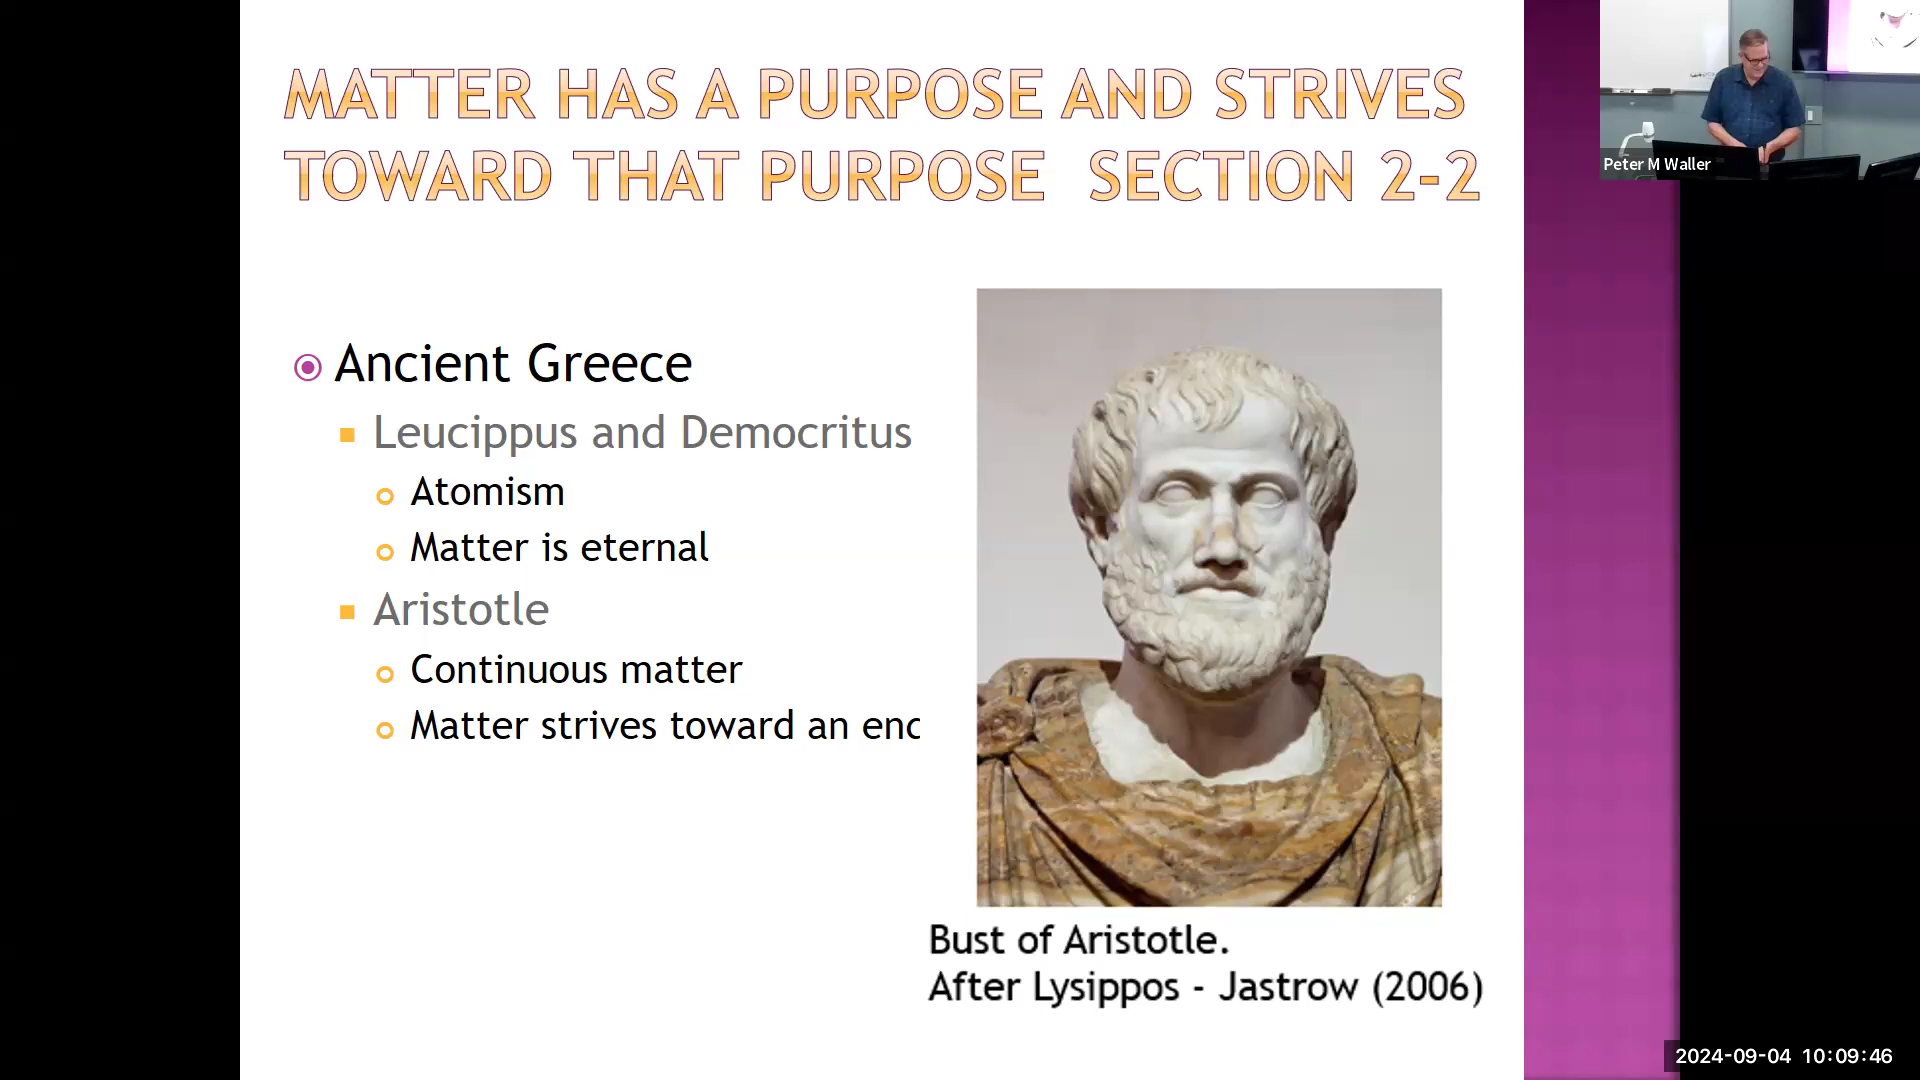 MATTER HAS A PURPOSE AND STRIVES
TOWARD THAT PURPOSE SECTION 2-2
Ancient Greece
Leucippus and Democritus
Atomism
Matter is eternal
Aristotle
Continuous matter
Matter strives toward an end
Bust of Aristotle.
After Lysippos - Jastrow (2006)
Peter M Waller
2024-09-04 10:09:46